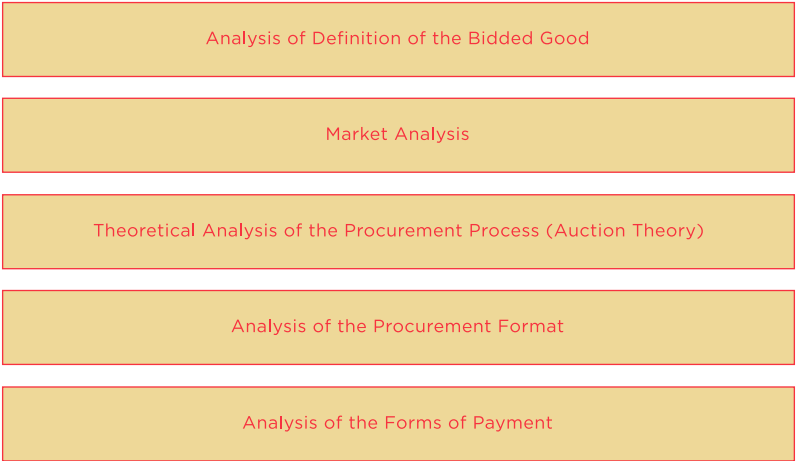 Analysis of Definition of the Bidded Good
Market Analysis
Theoretical Analysis of the Procurement Process (Auction Theory)
Analysis of the Procurement Format
Analysis of the Forms of Payment